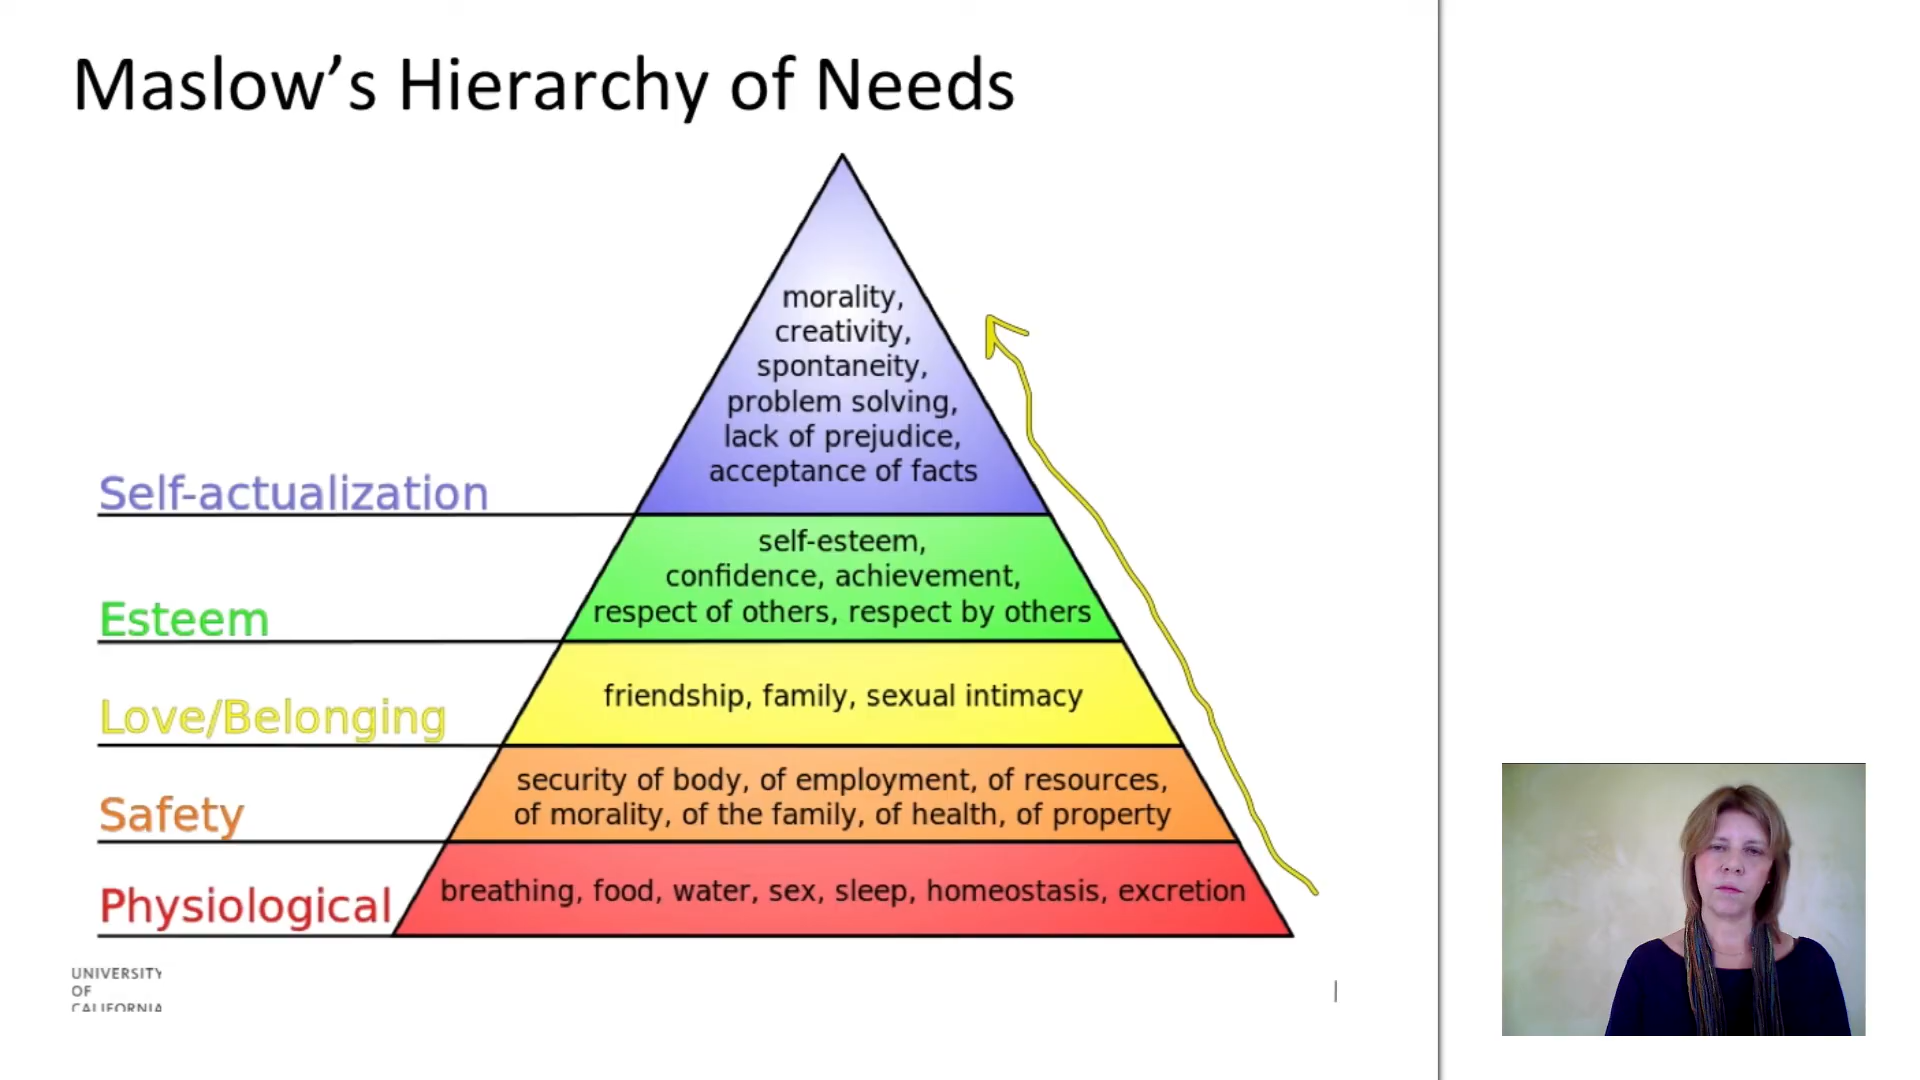 Maslow’s Hierarchy of Needs
morality,
creativity,
spontaneity,
problem solving,
lack of prejudice,
acceptance of facts
Self-actualization
self-esteem,
confidence, achievement,
respect of others, respect by others
Esteem
friendship, family, sexual intimacy
Love/Belonging
security of body, of employment, of resources,
of morality, of the family, of health, of property
Safety
breathing, food, water, sex, sleep, homeostasis, excretion
Physiological
UNIVERSITY
OF
CALIFORNIA